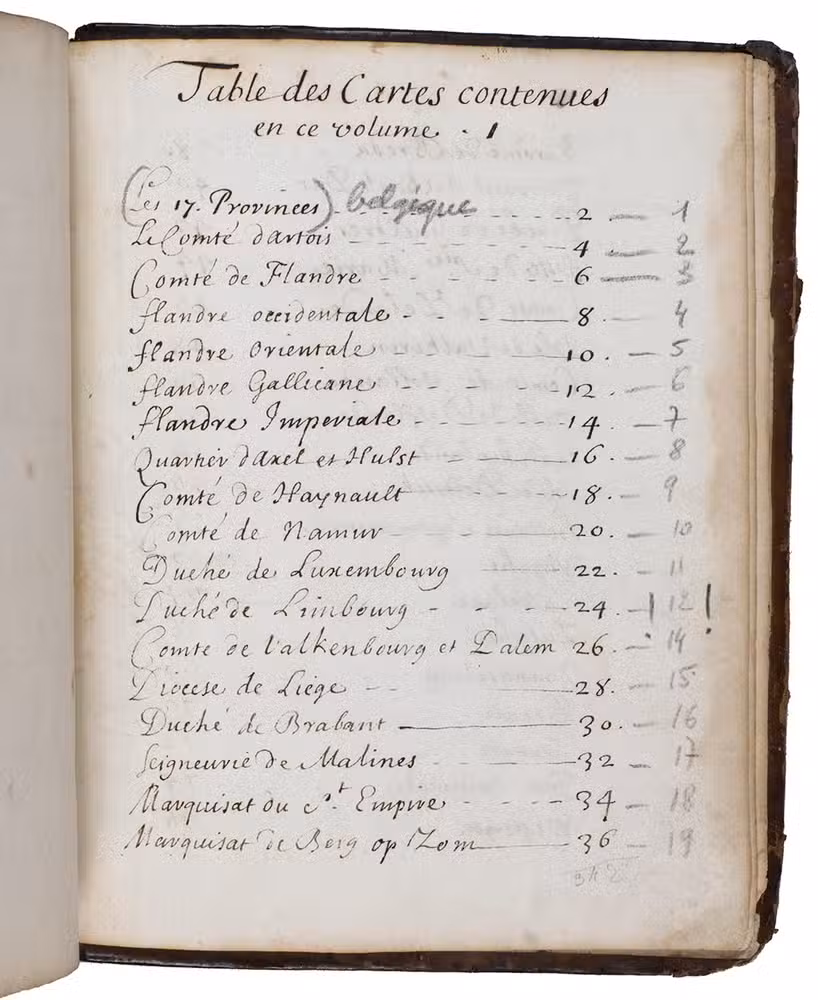 Table des Cartes contenues
en ce volume . 1
(Les 17. Provinces) belgique - - - - 2 — 1
Le Comté d'artois - - - - 4 — 2
Comté de Flandre - - - - 6 — 3
flandre occidentale - - - — 8 . — 4
flandre Orientale - - - — 10 . — 5
flandre Gallicane - - - - 12 . — 6
flandre Imperiale - - - - 14 . — 7
Quartier d'axel et Hulst - — 16 . — 8
Comté de Haynault - - — 18 . — 9
Comté de Namur - - — 20 . — 10
Duché de Luxembourg — 22 . — 11
Duché de Limbourg - - - — 24 . — | 12 | !
Comte de valkenbourg et Dalem 26 . — 14
Diocese de Liege - - — 28 . — 15
Duché de Brabant — 30 . — 16
Seigneurie de Malines - - — 32 — 17
Marquisat du St Empire - - - - 34 — 18
Marquisat de Berg op Zom — 36 — 19